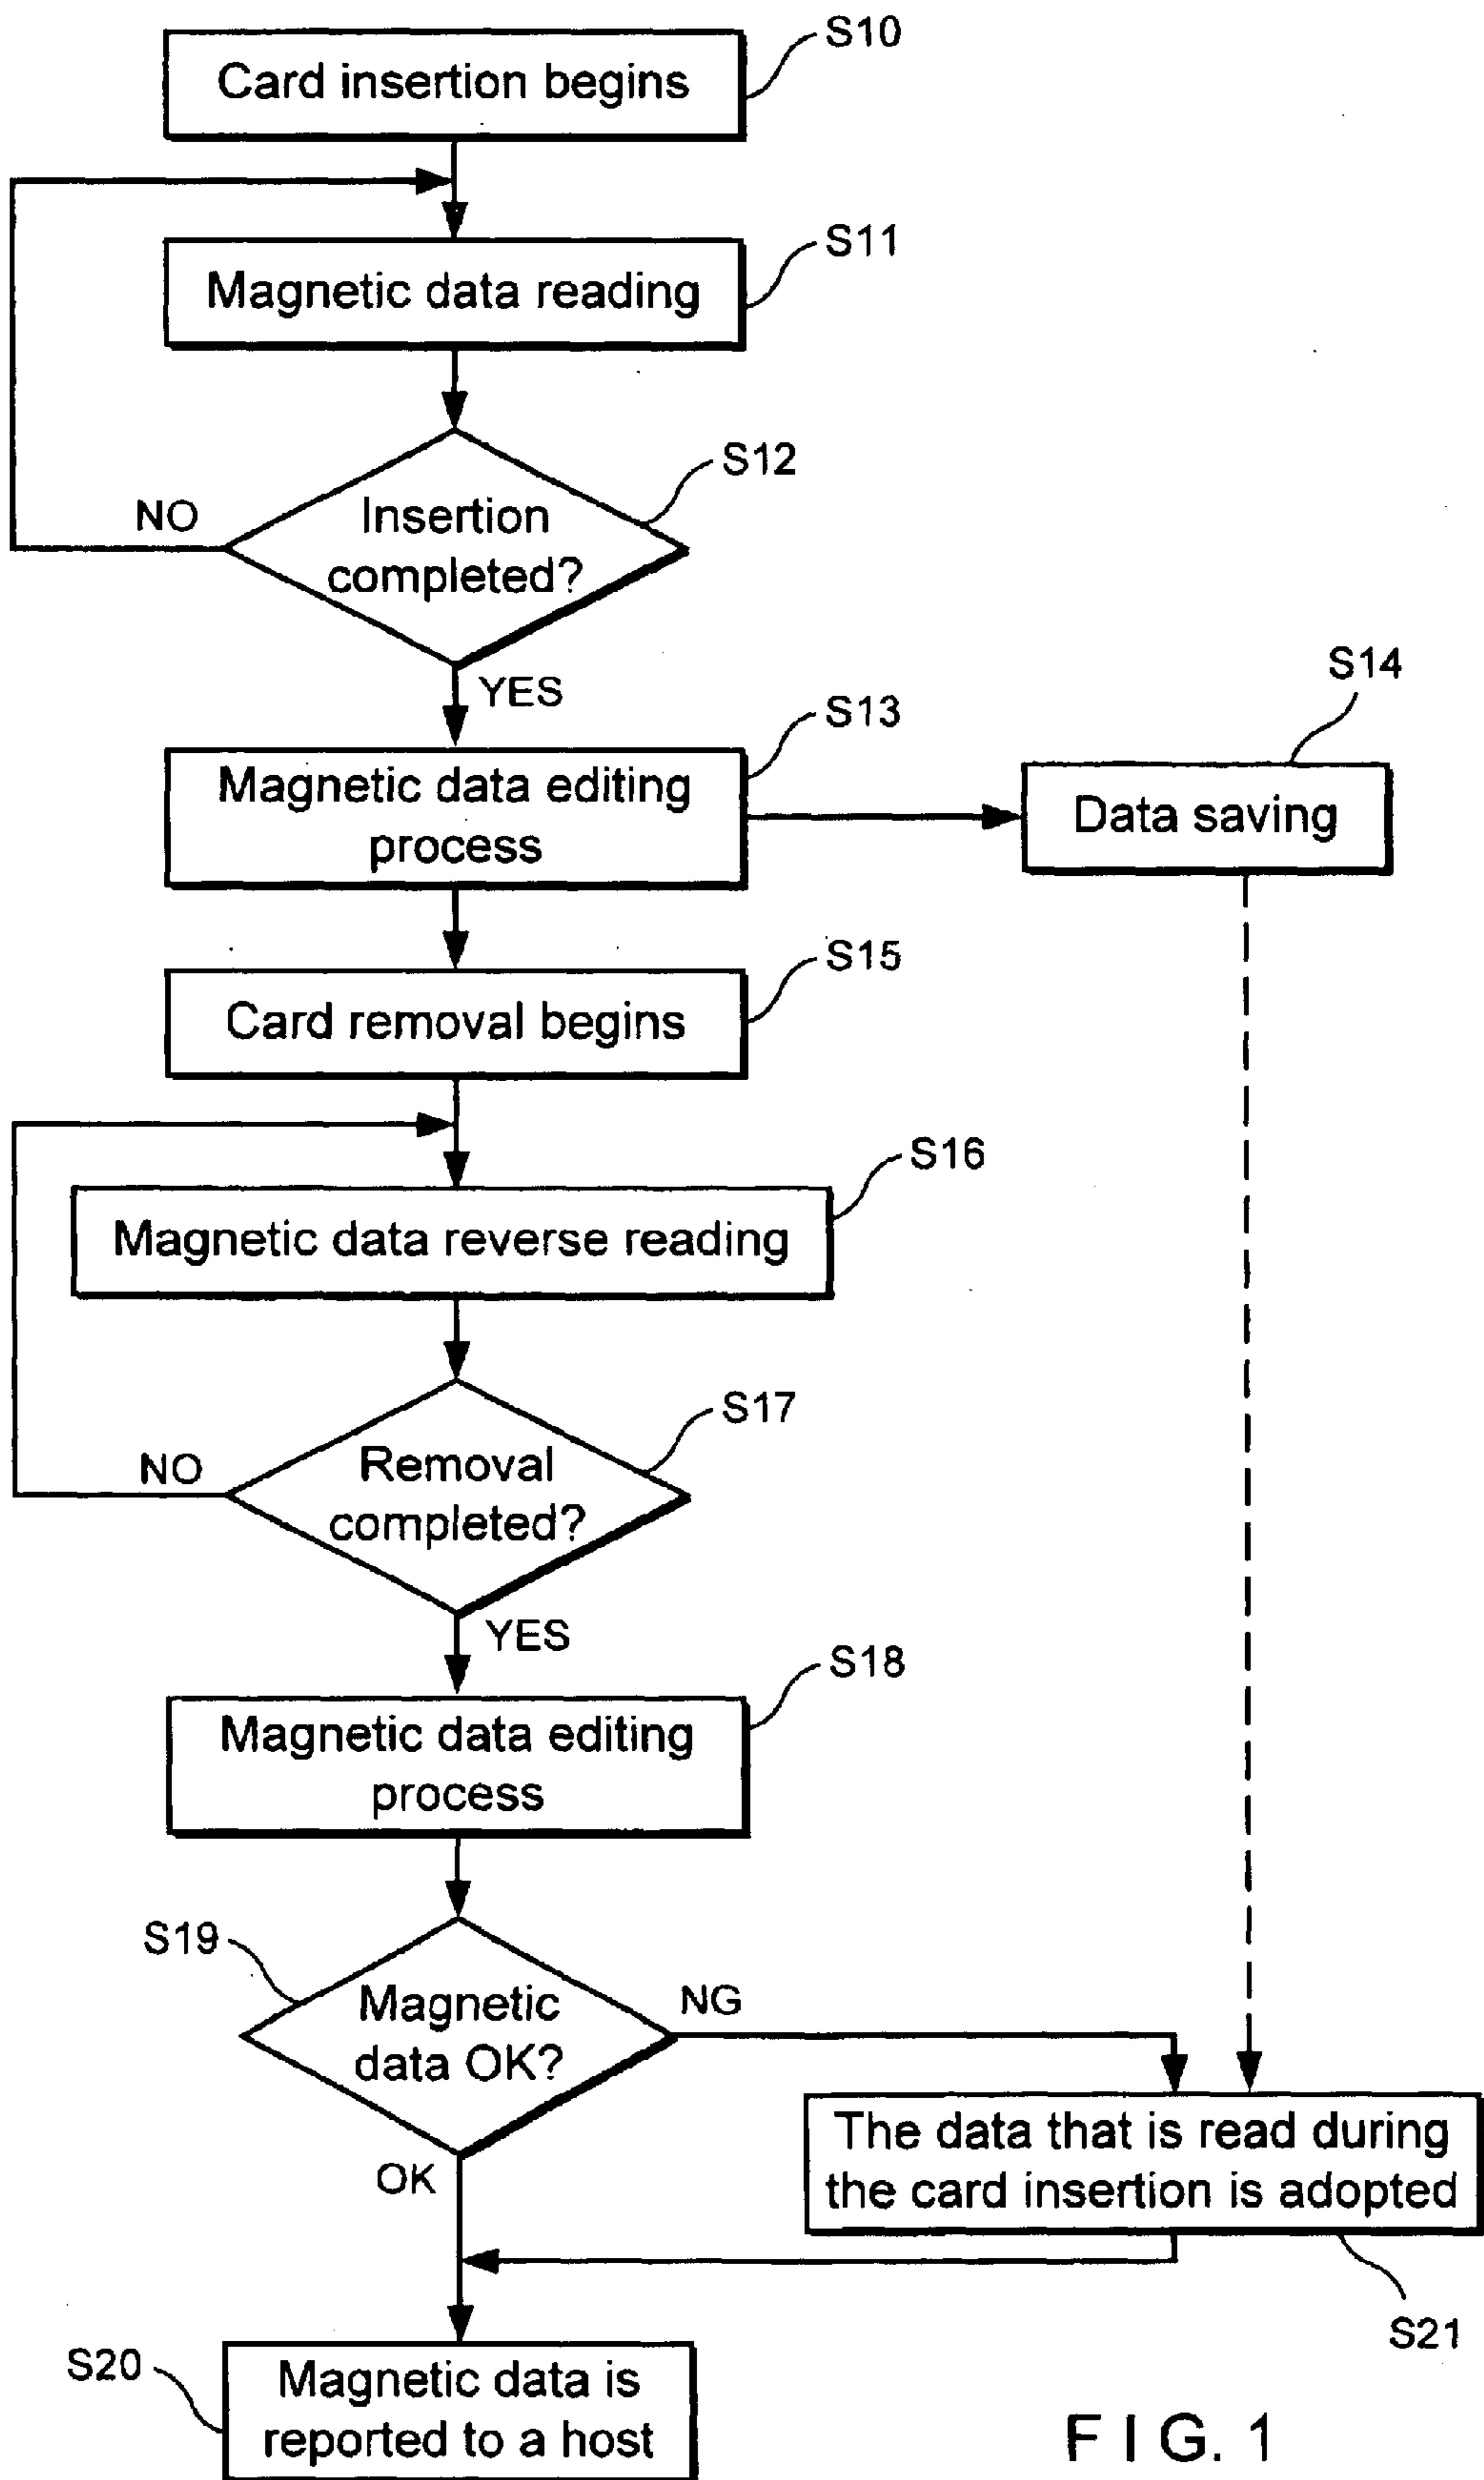 S10
Card insertion begins
S11
Magnetic data reading
S12
NO
Insertion
completed?
YES
S13
S14
Magnetic data editing
process
Data saving
S15
Card removal begins
S16
Magnetic data reverse reading
S17
NO
Removal
completed?
YES
S18
Magnetic data editing
process
S19
Magnetic
data OK?
NG
OK
The data that is read during
the card insertion is adopted
S21
S20
Magnetic data is
reported to a host
FIG. 1